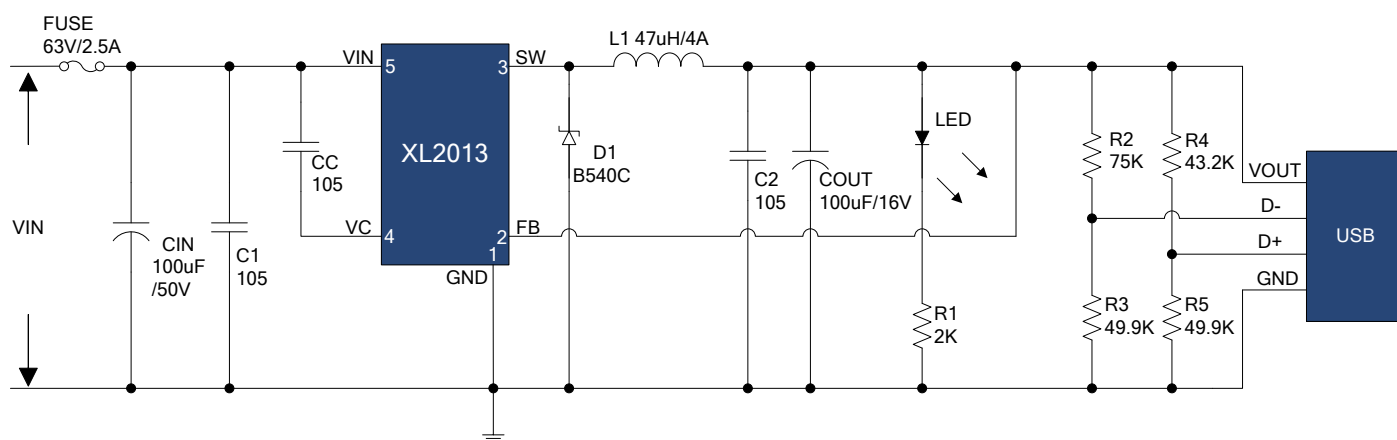 FUSE
63V/2.5A
L1 47uH/4A
VIN
5
3
SW
XL2013
CC
105
D1
B540C
C2
105
COUT
100uF/16V
LED
R2
75K
R4
43.2K
VOUT
D-
D+
GND
USB
VIN
VC
4
2
FB
1
GND
CIN
100uF
/50V
C1
105
R1
2K
R3
49.9K
R5
49.9K